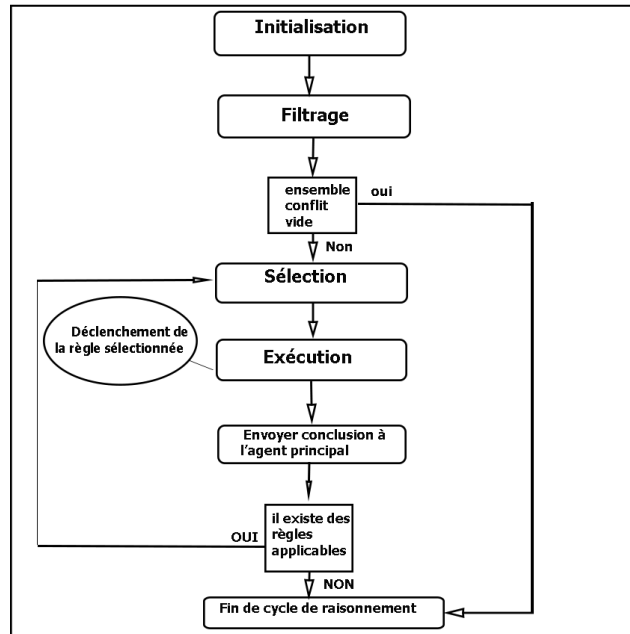 Initialisation
Filtrage
ensemble
conflit
vide
oui
Non
Sélection
Déclenchement de
la règle sélectionnée
Exécution
Envoyer conclusion à
l'agent principal
il existe des
règles
applicables
OUI
NON
Fin de cycle de raisonnement